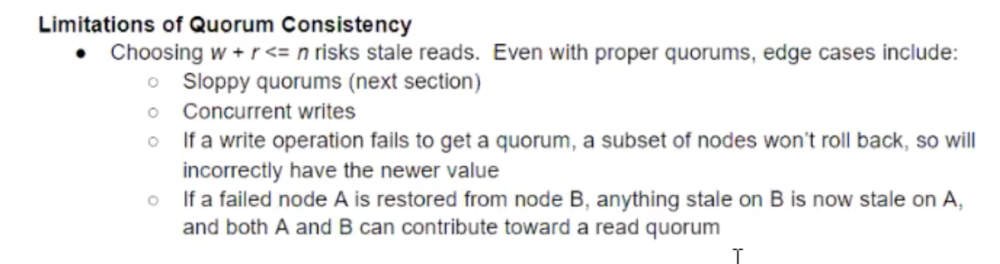 Limitations of Quorum Consistency
● Choosing w + r <= n risks stale reads.  Even with proper quorums, edge cases include:
○ Sloppy quorums (next section)
○ Concurrent writes
○ If a write operation fails to get a quorum, a subset of nodes won't roll back, so will
incorrectly have the newer value
○ If a failed node A is restored from node B, anything stale on B is now stale on A,
and both A and B can contribute toward a read quorum